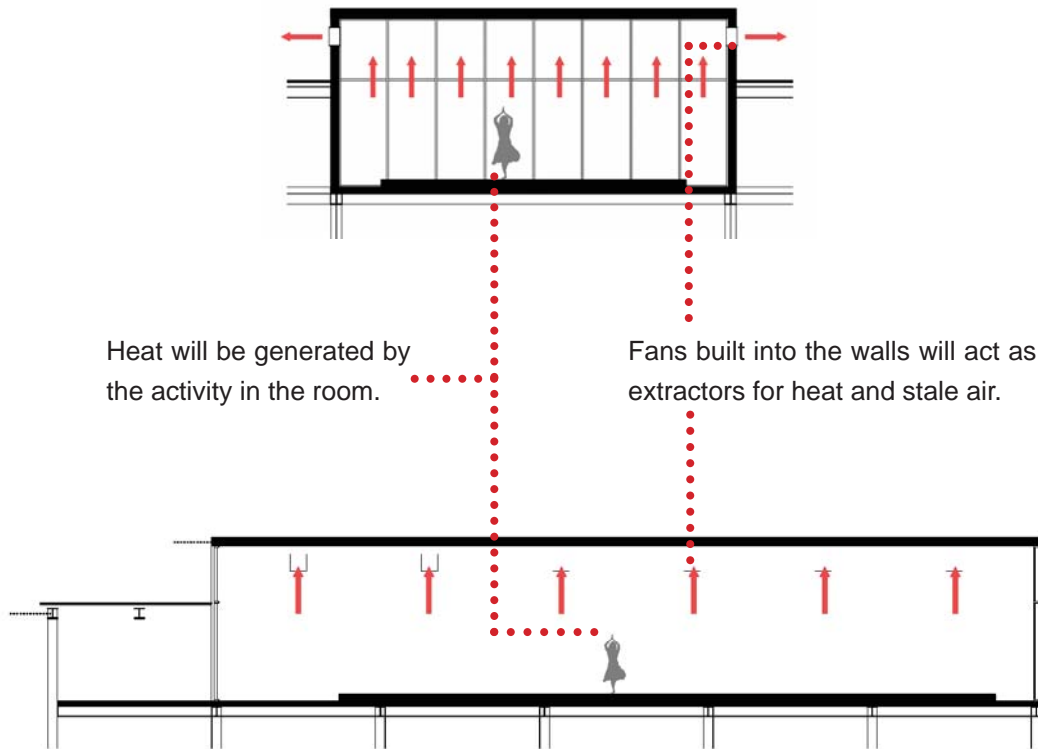 Heat will be generated by
the activity in the room.
Fans built into the walls will act as
extractors for heat and stale air.